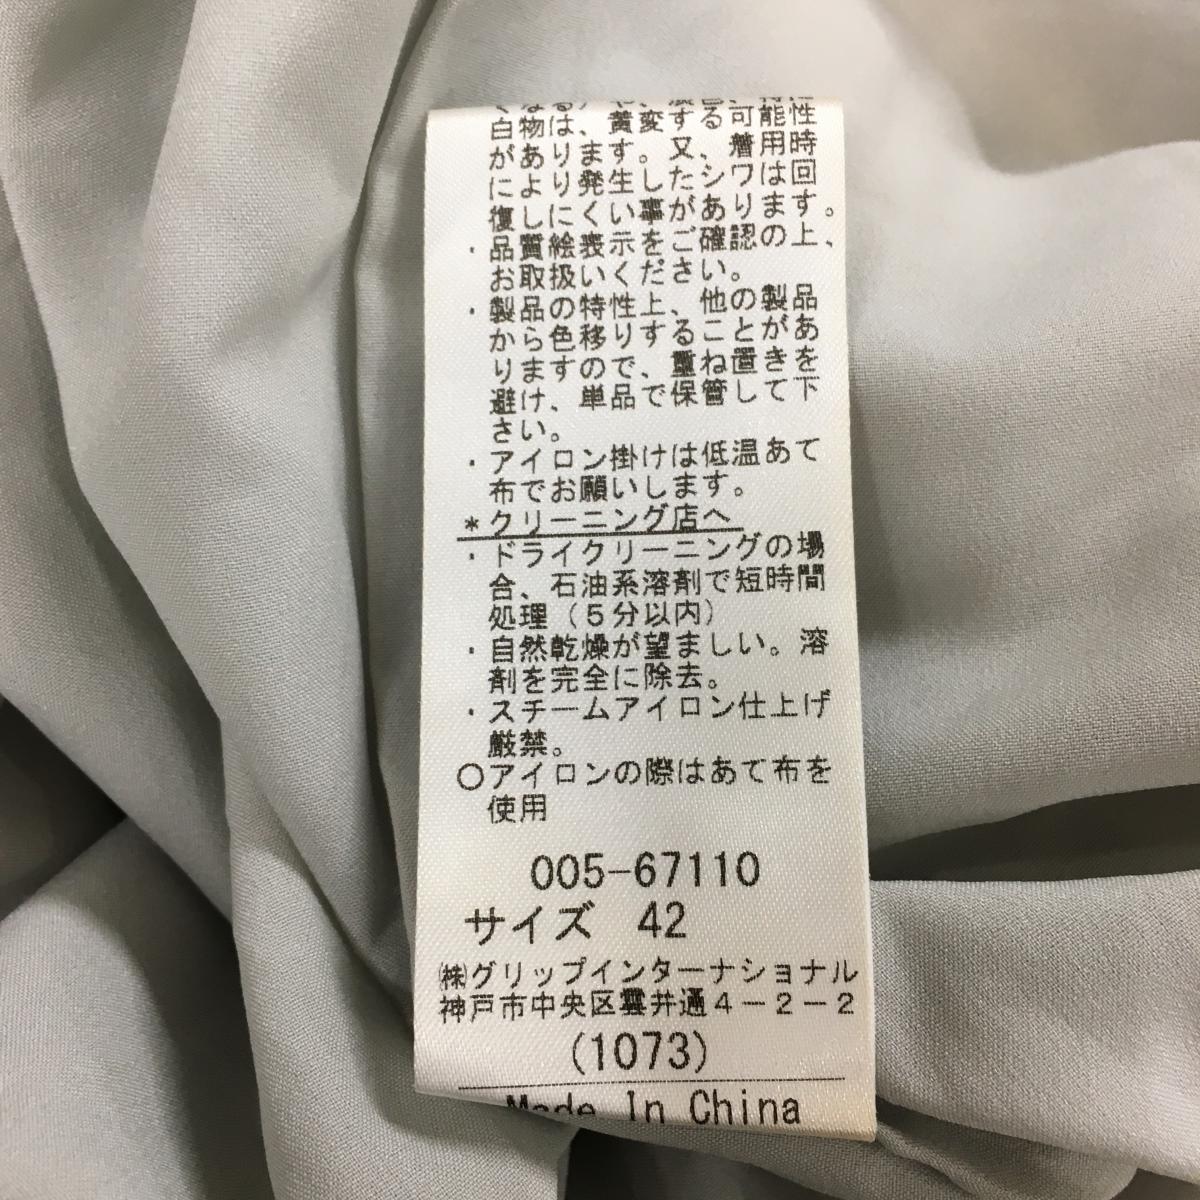 くなる）や、淡色、特に
白物は、黄変する可能性
があります。又、着用時
により発生したシワは回
復しにくい事があります。
・品質絵表示をご確認の上、
お取扱いください。
・製品の特性上、他の製品
から色移りすることがあ
りますので、重ね置きを
避け、単品で保管して下
さい。
・アイロン掛けは低温あて
布でお願いします。
＊クリーニング店へ
・ドライクリーニングの場
合、石油系溶剤で短時間
処理（５分以内）
・自然乾燥が望ましい。溶
剤を完全に除去。
・スチームアイロン仕上げ
厳禁。
○アイロンの際はあて布を
使用
005-67110
サイズ 42
㈱グリップインターナショナル
神戸市中央区雲井通４－２－２
(1073)
Made In China